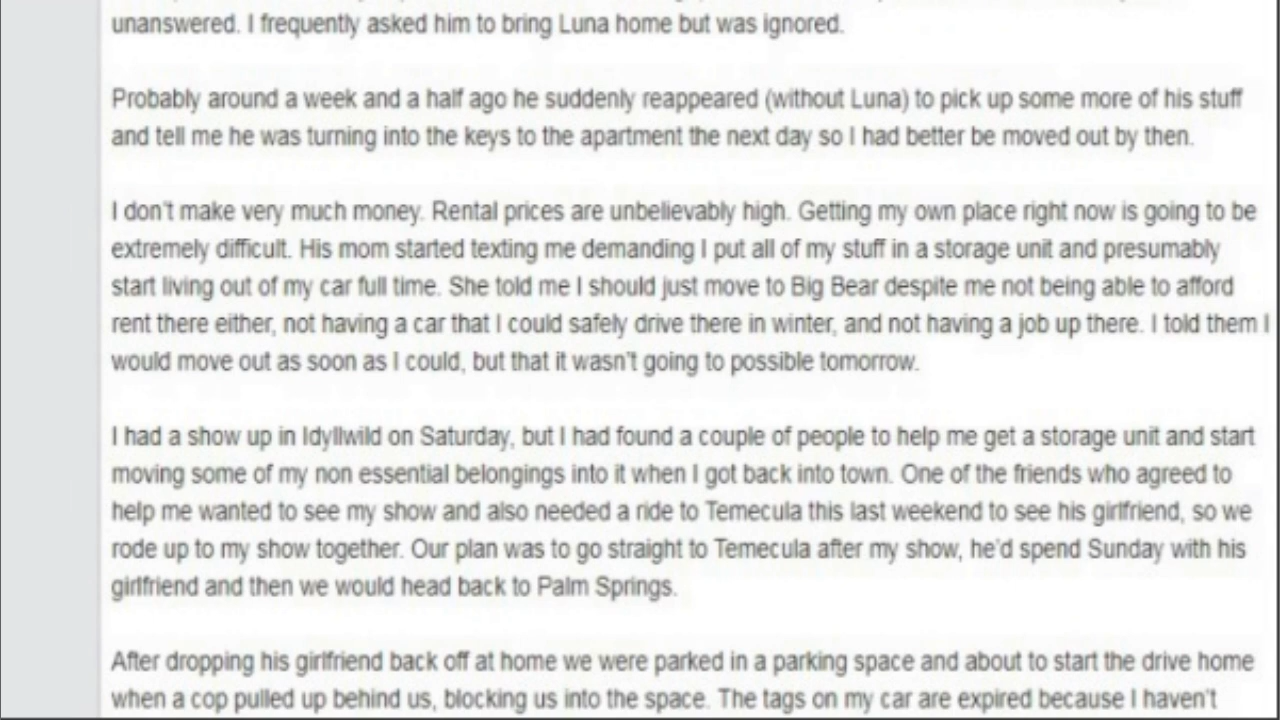 unanswered. I frequently asked him to bring Luna home but was ignored.
Probably around a week and a half ago he suddenly reappeared (without Luna) to pick up some more of his stuff
and tell me he was turning into the keys to the apartment the next day so I had better be moved out by then.
I don't make very much money. Rental prices are unbelievably high. Getting my own place right now is going to be
extremely difficult. His mom started texting me demanding I put all of my stuff in a storage unit and presumably
start living out of my car full time. She told me I should just move to Big Bear despite me not being able to afford
rent there either, not having a car that I could safely drive there in winter, and not having a job up there. I told them I
would move out as soon as I could, but that it wasn't going to possible tomorrow.
I had a show up in Idyllwild on Saturday, but I had found a couple of people to help me get a storage unit and start
moving some of my non essential belongings into it when I got back into town. One of the friends who agreed to
help me wanted to see my show and also needed a ride to Temecula this last weekend to see his girlfriend, so we
rode up to my show together. Our plan was to go straight to Temecula after my show, he'd spend Sunday with his
girlfriend and then we would head back to Palm Springs.
After dropping his girlfriend back off at home we were parked in a parking space and about to start the drive home
when a cop pulled up behind us, blocking us into the space. The tags on my car are expired because I haven't